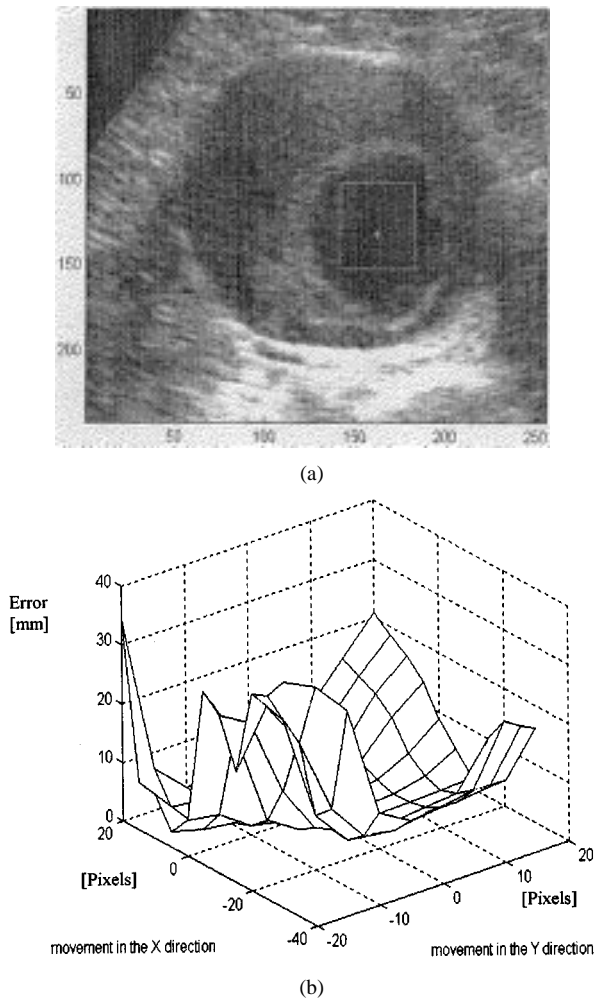 50
100
150
200
50 100 150 200 250
(a)
40
Error
[mm]
30
20
10
0
20
0
[Pixels]
-20
-40
-20
-10
0
10
20
[Pixels]
movement in the X direction
movement in the Y direction
(b)